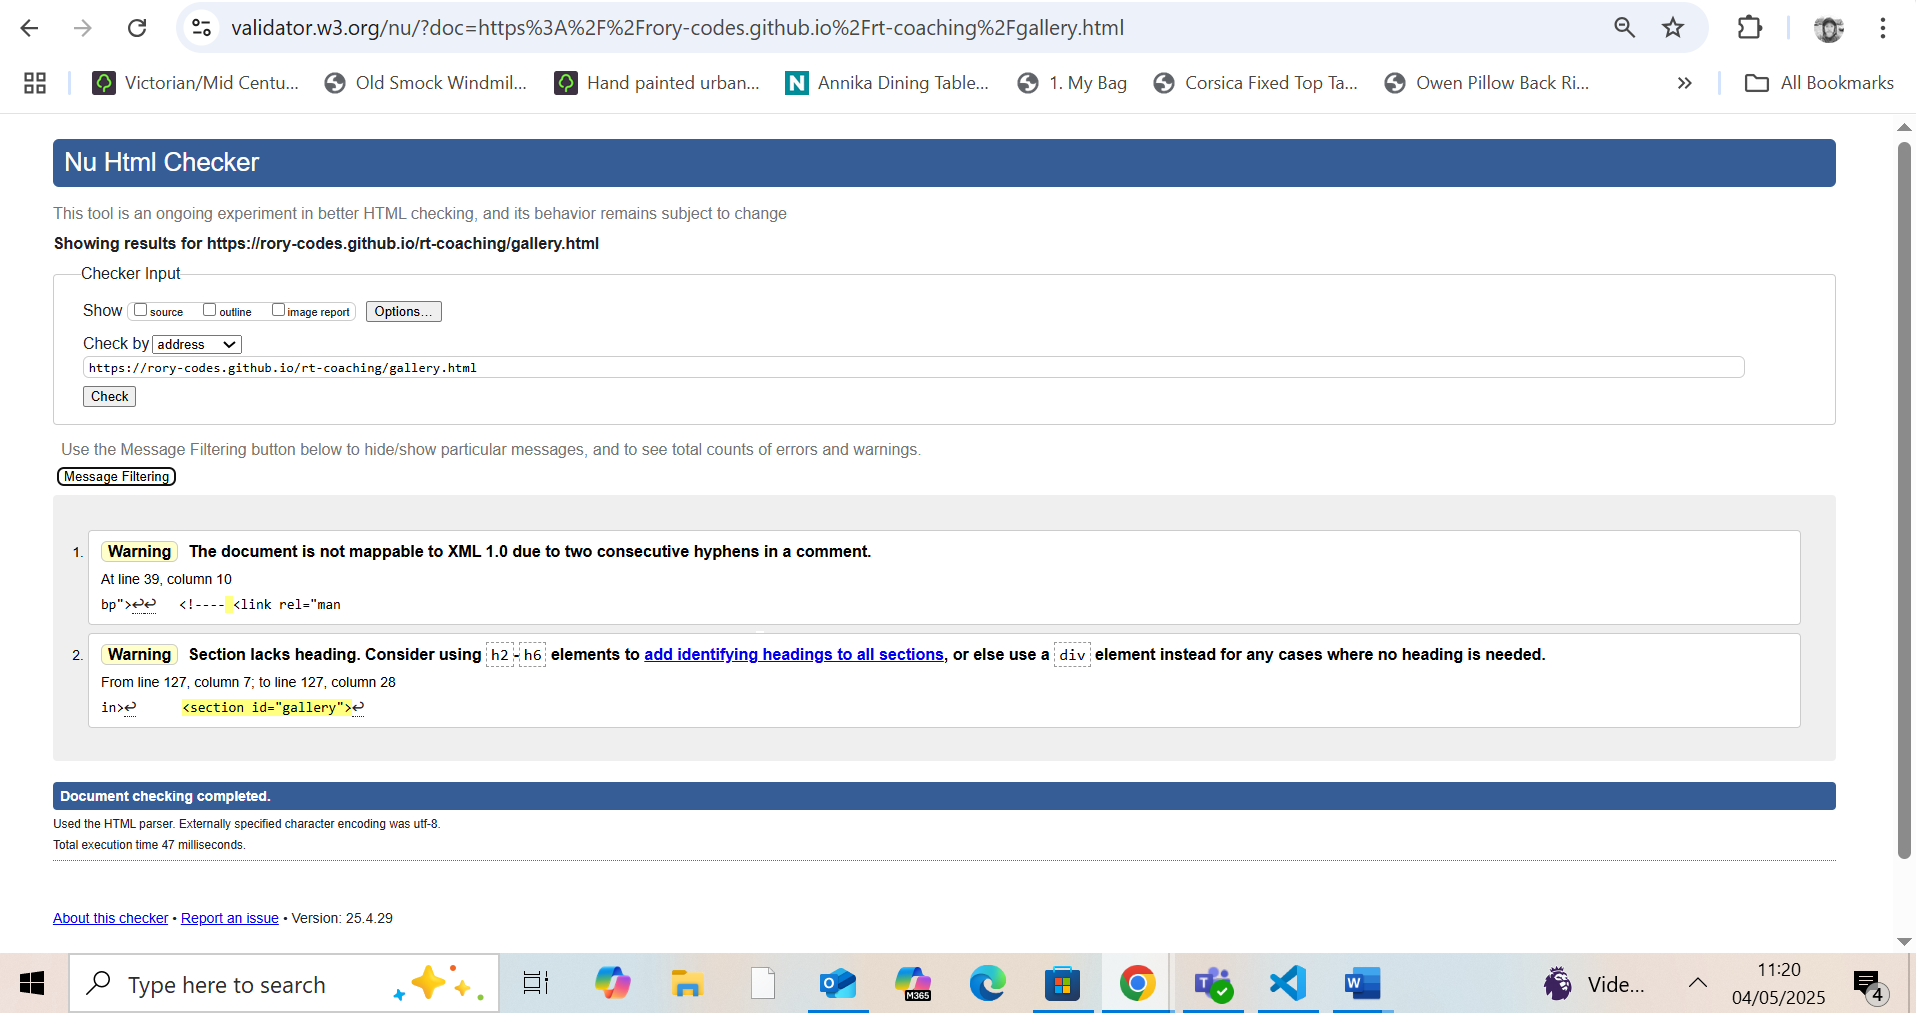 validator.w3.org/nu/?doc=https%3A%2F%2Frory-codes.github.io%2Frt-coaching%2Fgallery.html
Victorian/Mid Centu... Old Smock Windmil... Hand painted urban... N Annika Dining Table... 1. My Bag Corsica Fixed Top Ta... Owen Pillow Back Ri... » All Bookmarks
Nu Html Checker
This tool is an ongoing experiment in better HTML checking, and its behavior remains subject to change
Showing results for https://rory-codes.github.io/rt-coaching/gallery.html
Checker Input
Show source outline image report Options...
Check by address
https://rory-codes.github.io/rt-coaching/gallery.html
Check
Use the Message Filtering button below to hide/show particular messages, and to see total counts of errors and warnings.
Message Filtering
1. Warning The document is not mappable to XML 1.0 due to two consecutive hyphens in a comment.
At line 39, column 10
bp">↩↩ <!---- <link rel="man
2. Warning Section lacks heading. Consider using h2-h6 elements to add identifying headings to all sections, or else use a div element instead for any cases where no heading is needed.
From line 127, column 7; to line 127, column 28
in>↩ <section id="gallery">↩
Document checking completed.
Used the HTML parser. Externally specified character encoding was utf-8.
Total execution time 47 milliseconds.
About this checker • Report an issue • Version: 25.4.29
Type here to search M365 Vide... 11:20
04/05/2025 4